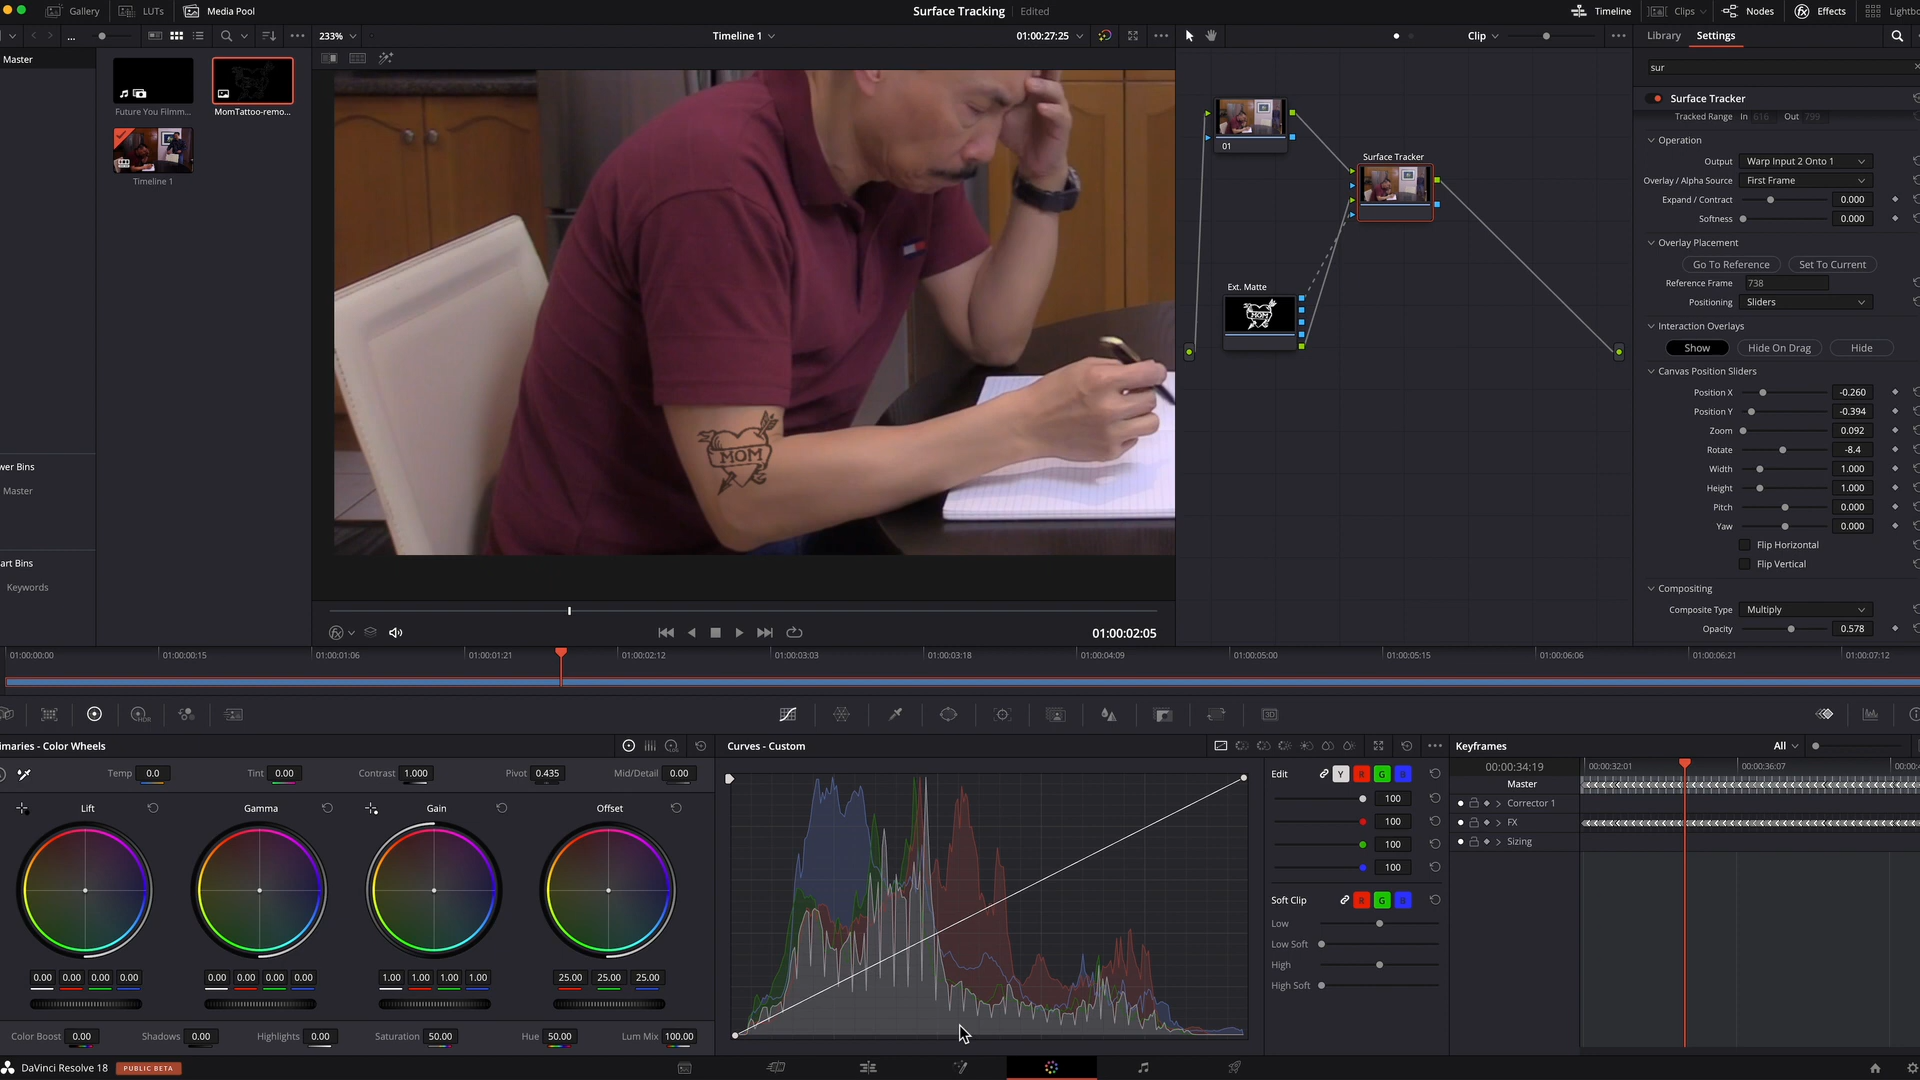 Gallery
LUTs
Media Pool
Surface Tracking
Edited
Timeline
Clips
Nodes
Effects
Lightbo
233%
Timeline 1
01:00:27:25
Clip
Library
Settings
Master
Future You Filmm...
MomTattoo-remo...
Timeline 1
wer Bins
Master
art Bins
Keywords
MOM
01
Surface Tracker
Ext. Matte
MOM
sur
Surface Tracker
Tracked Range In 616 Out 799
Operation
Output Warp Input 2 Onto 1
Overlay / Alpha Source First Frame
Expand / Contract 0.000
Softness 0.000
Overlay Placement
Go To Reference Set To Current
Reference Frame 738
Positioning Sliders
Interaction Overlays
Show Hide On Drag Hide
Canvas Position Sliders
Position X -0.260
Position Y -0.394
Zoom 0.092
Rotate -8.4
Width 1.000
Height 1.000
Pitch 0.000
Yaw 0.000
Flip Horizontal
Flip Vertical
Compositing
Composite Type Multiply
Opacity 0.578
01:00:02:05
01:00:00:00 01:00:00:15 01:00:01:06 01:00:01:21 01:00:02:12 01:00:03:03 01:00:03:18 01:00:04:09 01:00:05:00 01:00:05:15 01:00:06:06 01:00:06:21 01:00:07:12
imaries - Color Wheels
Temp 0.0 Tint 0.00 Contrast 1.000 Pivot 0.435 Mid/Detail 0.00
Lift Gamma Gain Offset
0.00 0.00 0.00 0.00 0.00 0.00 0.00 0.00 1.00 1.00 1.00 1.00 25.00 25.00 25.00
Color Boost 0.00 Shadows 0.00 Highlights 0.00 Saturation 50.00 Hue 50.00 Lum Mix 100.00
Curves - Custom
Edit Y R G B
100
100
100
100
Soft Clip R G B
Low
Low Soft
High
High Soft
Keyframes
All
00:00:34:19 00:00:32:01 00:00:36:07
Master
Corrector 1
FX
Sizing
DaVinci Resolve 18 PUBLIC BETA